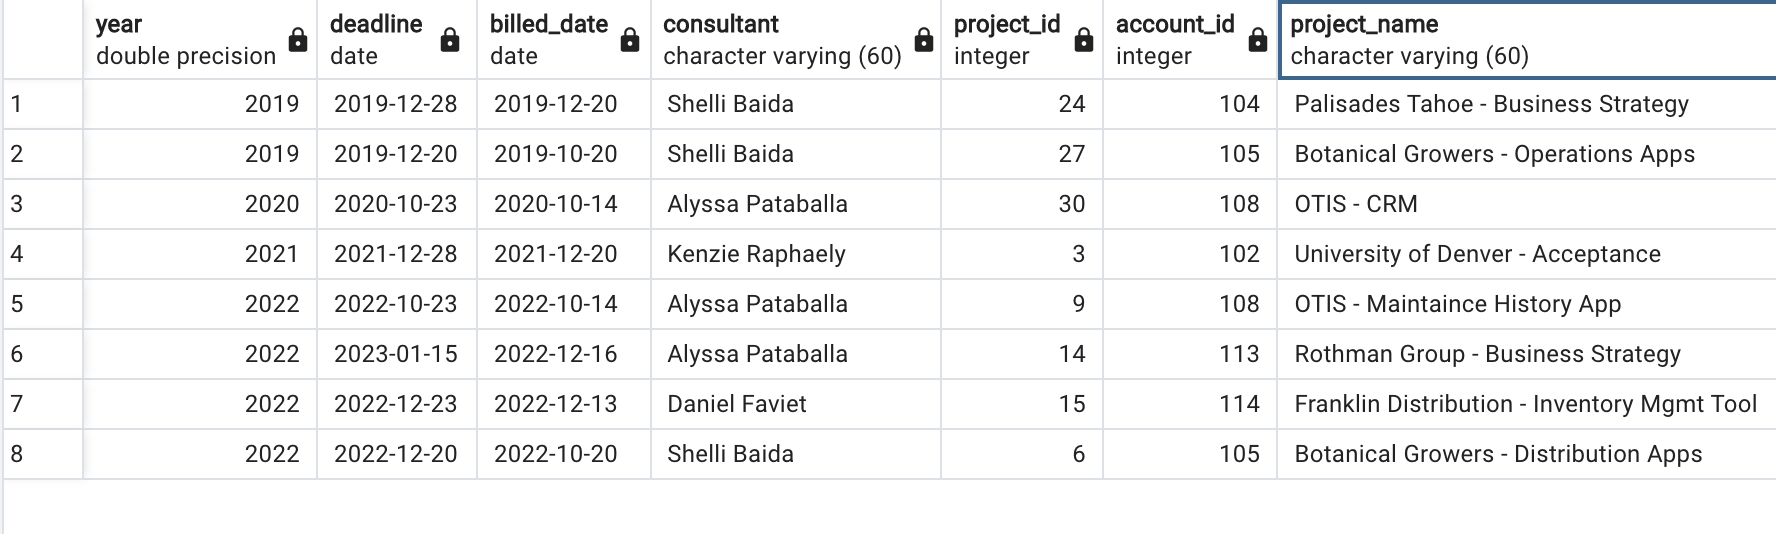 year deadline billed_date consultant project_id account_id project_name
double precision date date character varying (60) integer integer character varying (60)
1 2019 2019-12-28 2019-12-20 Shelli Baida 24 104 Palisades Tahoe - Business Strategy
2 2019 2019-12-20 2019-10-20 Shelli Baida 27 105 Botanical Growers - Operations Apps
3 2020 2020-10-23 2020-10-14 Alyssa Pataballa 30 108 OTIS - CRM
4 2021 2021-12-28 2021-12-20 Kenzie Raphaely 3 102 University of Denver - Acceptance
5 2022 2022-10-23 2022-10-14 Alyssa Pataballa 9 108 OTIS - Maintaince History App
6 2022 2023-01-15 2022-12-16 Alyssa Pataballa 14 113 Rothman Group - Business Strategy
7 2022 2022-12-23 2022-12-13 Daniel Faviet 15 114 Franklin Distribution - Inventory Mgmt Tool
8 2022 2022-12-20 2022-10-20 Shelli Baida 6 105 Botanical Growers - Distribution Apps